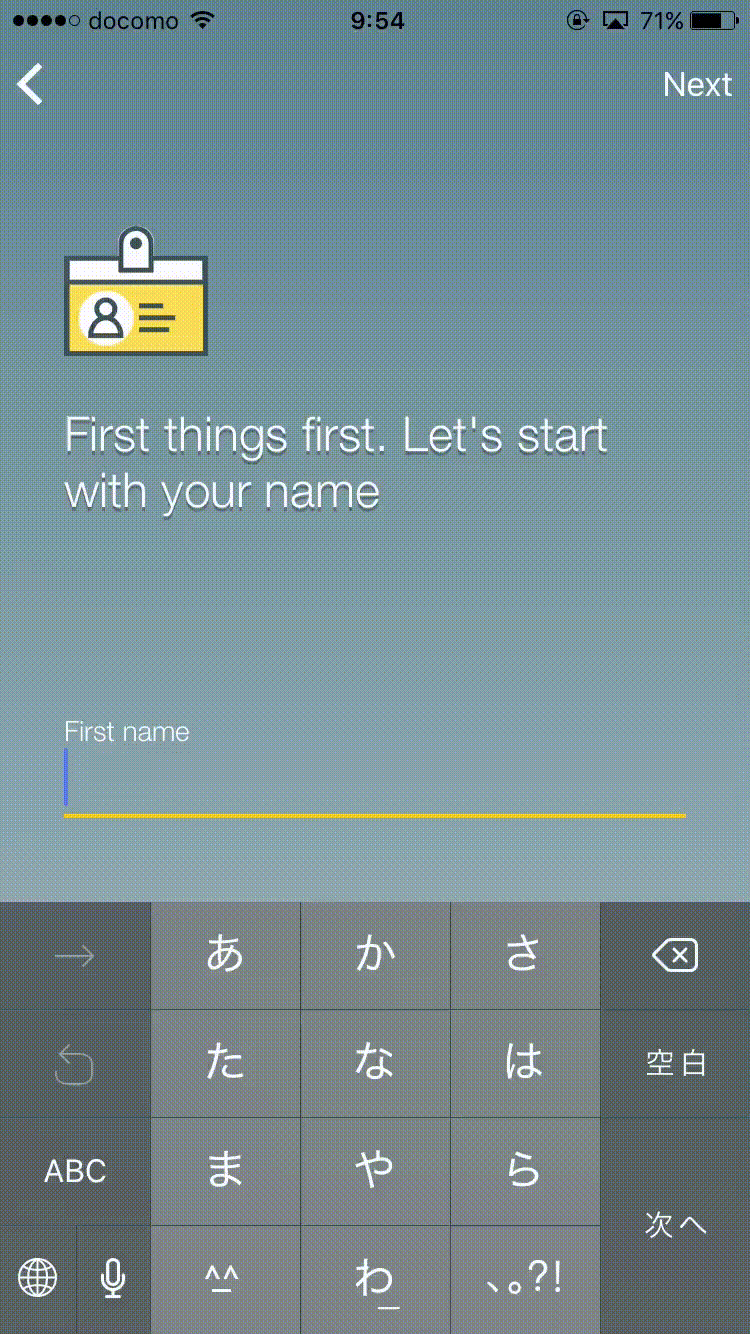 docomo 9:54 71%
Next
First things first. Let's start
with your name
First name
あ か さ
た な は 空白
ABC ま や ら
^^ わ 、。?! 次へ